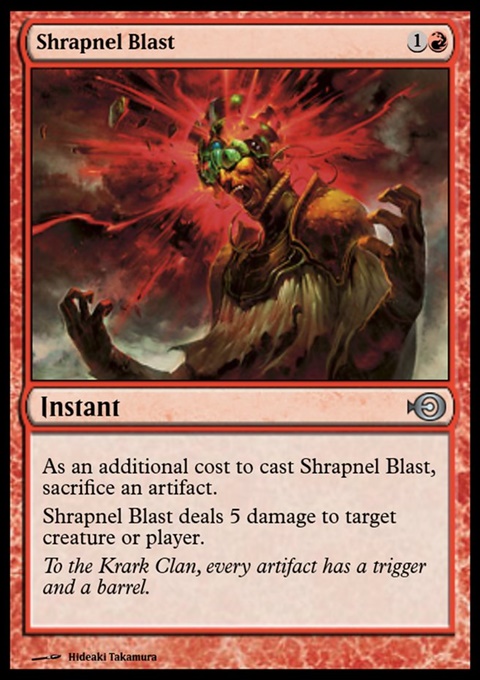 Shrapnel Blast 1
Instant
As an additional cost to cast Shrapnel Blast,
sacrifice an artifact.
Shrapnel Blast deals 5 damage to target
creature or player.
To the Krark Clan, every artifact has a trigger
and a barrel.
Hideaki Takamura